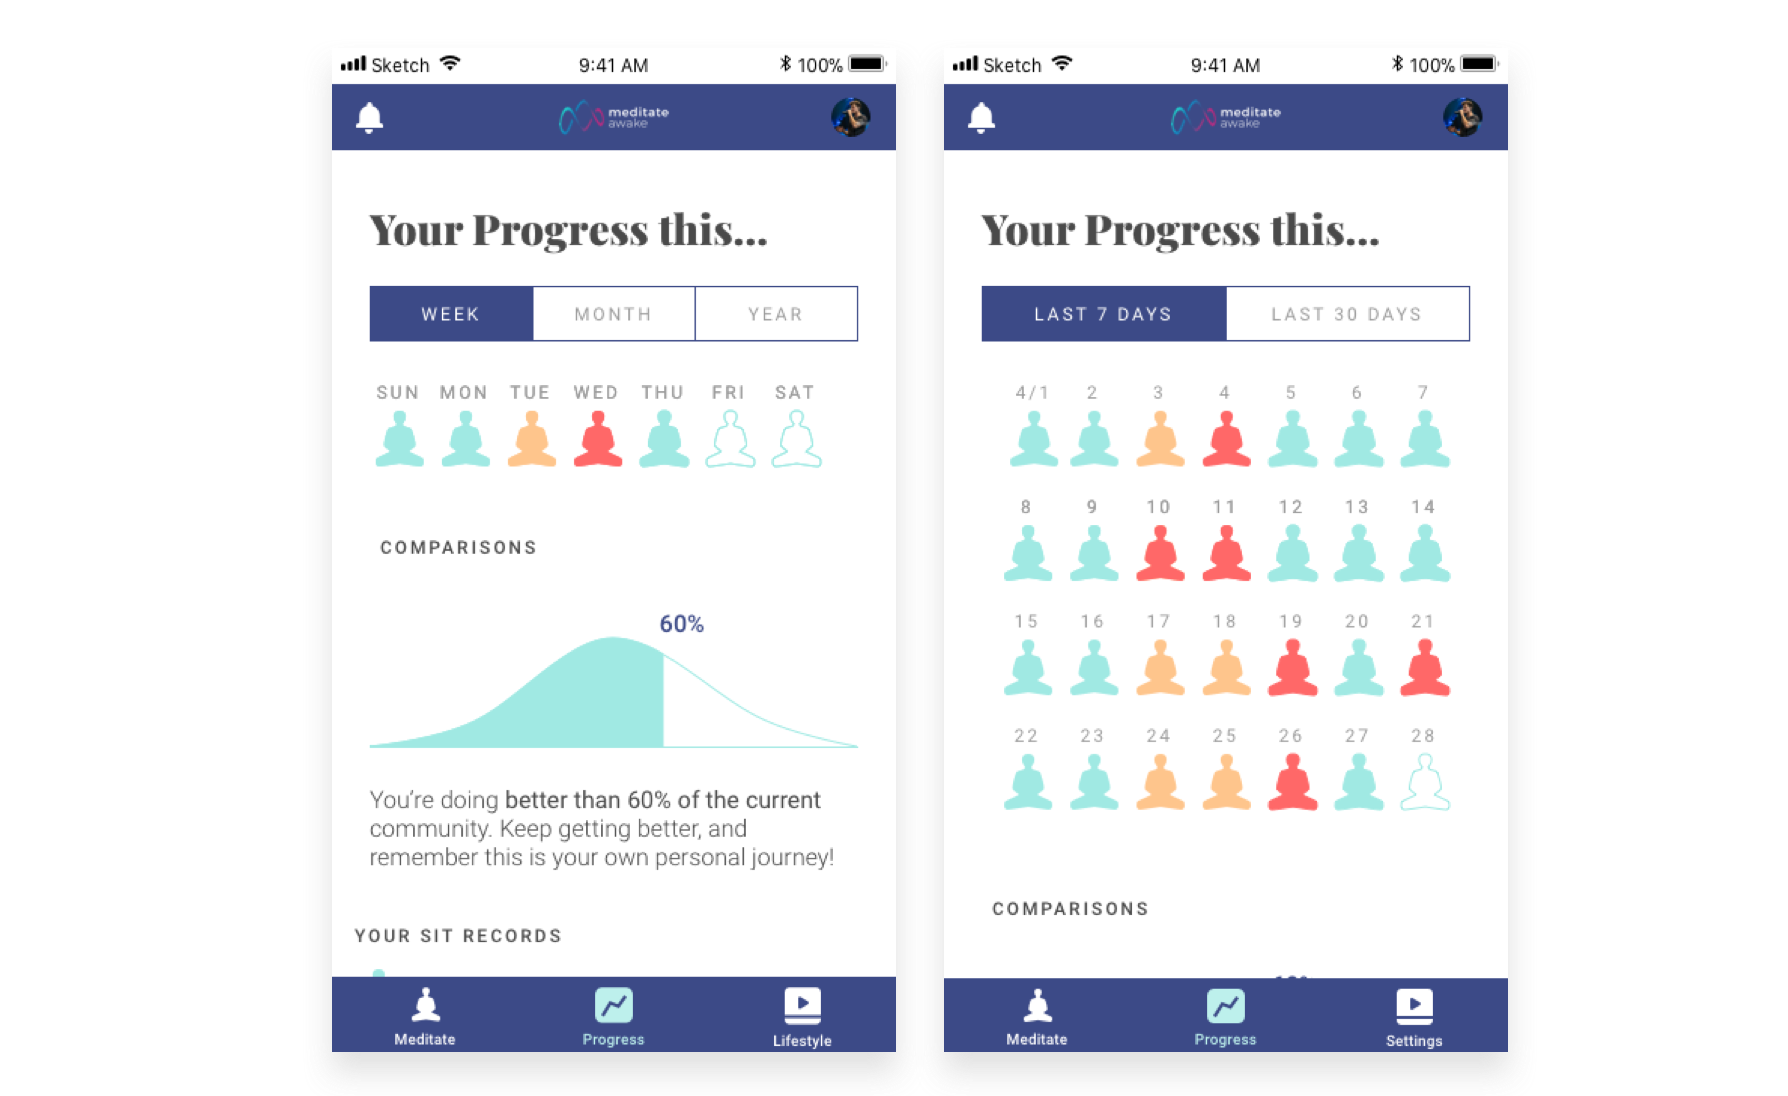 Sketch 9:41 AM 100%
meditate
awake
Your Progress this...
WEEK MONTH YEAR
SUN MON TUE WED THU FRI SAT
COMPARISONS
60%
You're doing better than 60% of the current
community. Keep getting better, and
remember this is your own personal journey!
YOUR SIT RECORDS
Meditate Progress Lifestyle
Sketch 9:41 AM 100%
meditate
awake
Your Progress this...
LAST 7 DAYS LAST 30 DAYS
4/1 2 3 4 5 6 7
8 9 10 11 12 13 14
15 16 17 18 19 20 21
22 23 24 25 26 27 28
COMPARISONS
Meditate Progress Settings